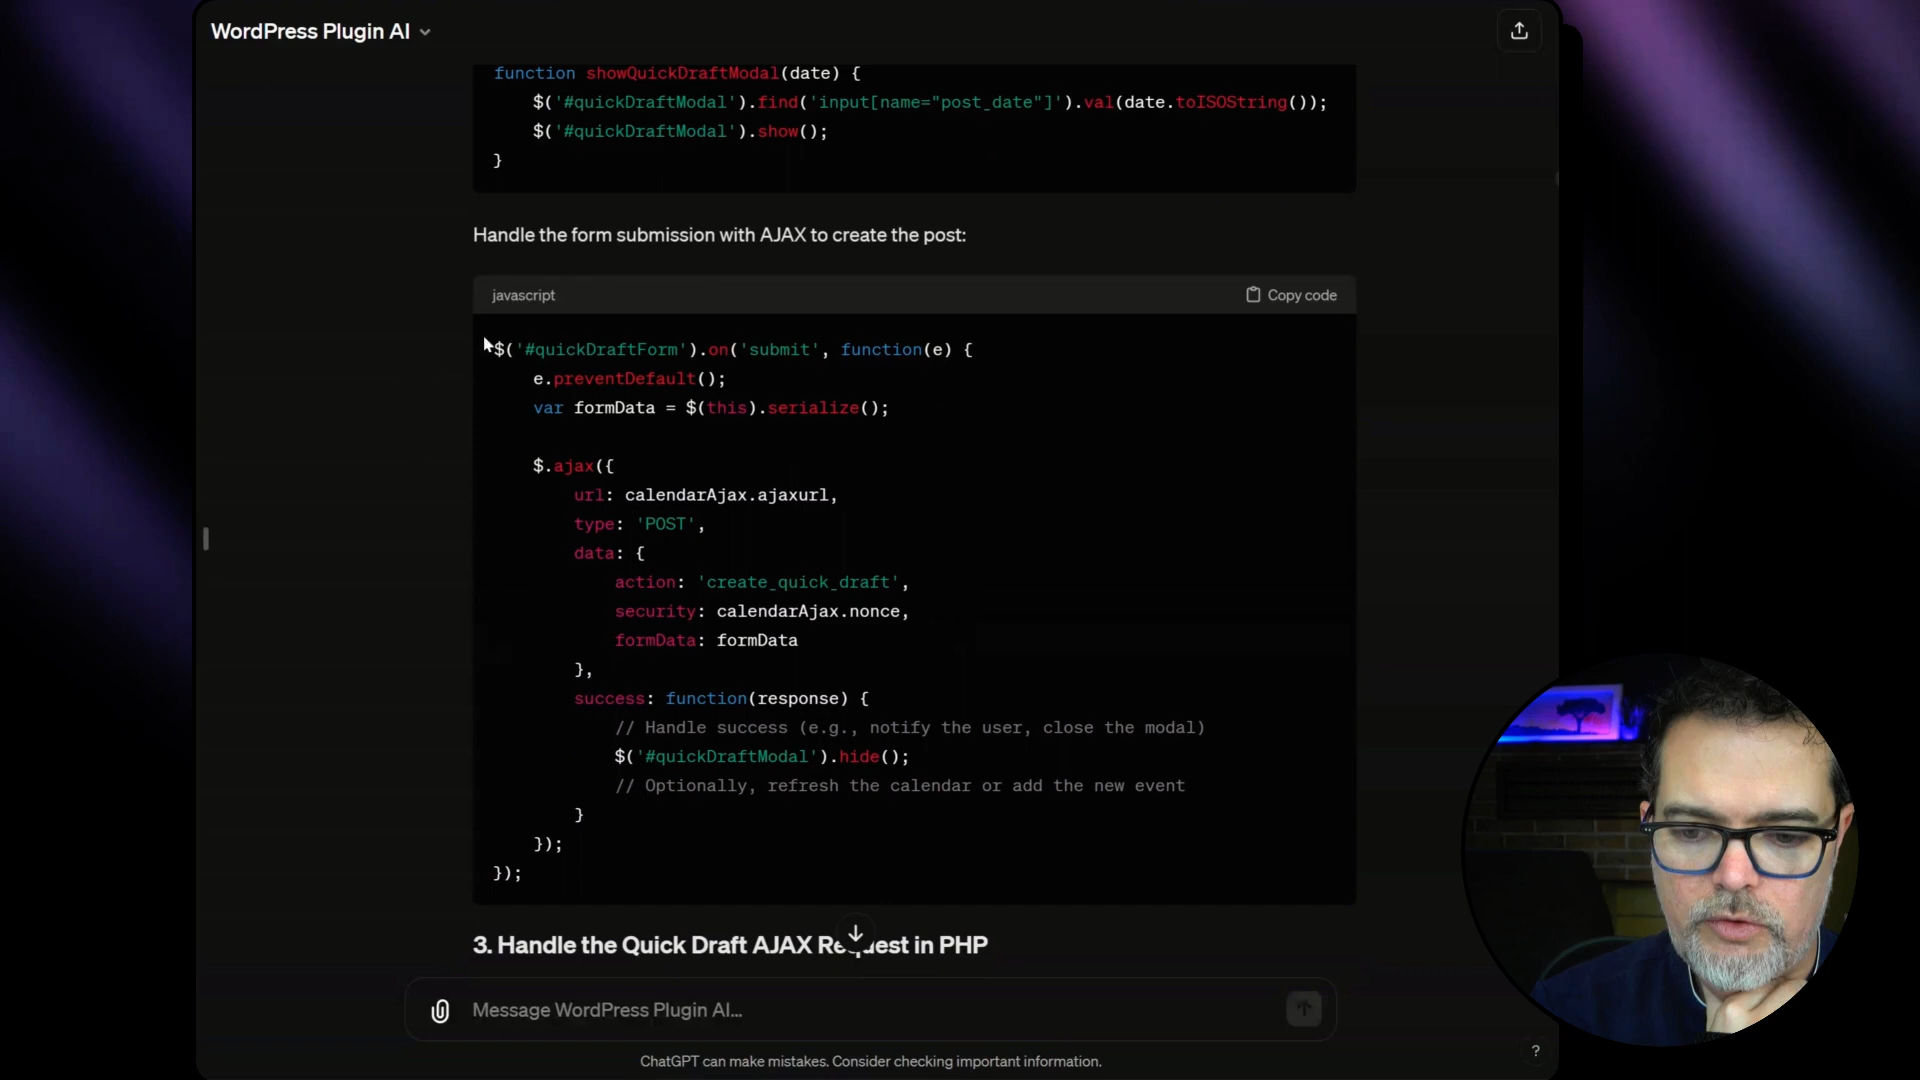 WordPress Plugin AI
function showQuickDraftModal(date) {
$('#quickDraftModal').find('input[name="post_date"]').val(date.toISOString());
$('#quickDraftModal').show();
}
Handle the form submission with AJAX to create the post:
javascript
Copy code
$('#quickDraftForm').on('submit', function(e) {
e.preventDefault();
var formData = $(this).serialize();
$.ajax({
url: calendarAjax.ajaxurl,
type: 'POST',
data: {
action: 'create_quick_draft',
security: calendarAjax.nonce,
formData: formData
},
success: function(response) {
// Handle success (e.g., notify the user, close the modal)
$('#quickDraftModal').hide();
// Optionally, refresh the calendar or add the new event
}
});
});
3. Handle the Quick Draft AJAX Request in PHP
Message WordPress Plugin AI...
ChatGPT can make mistakes. Consider checking important information.
?